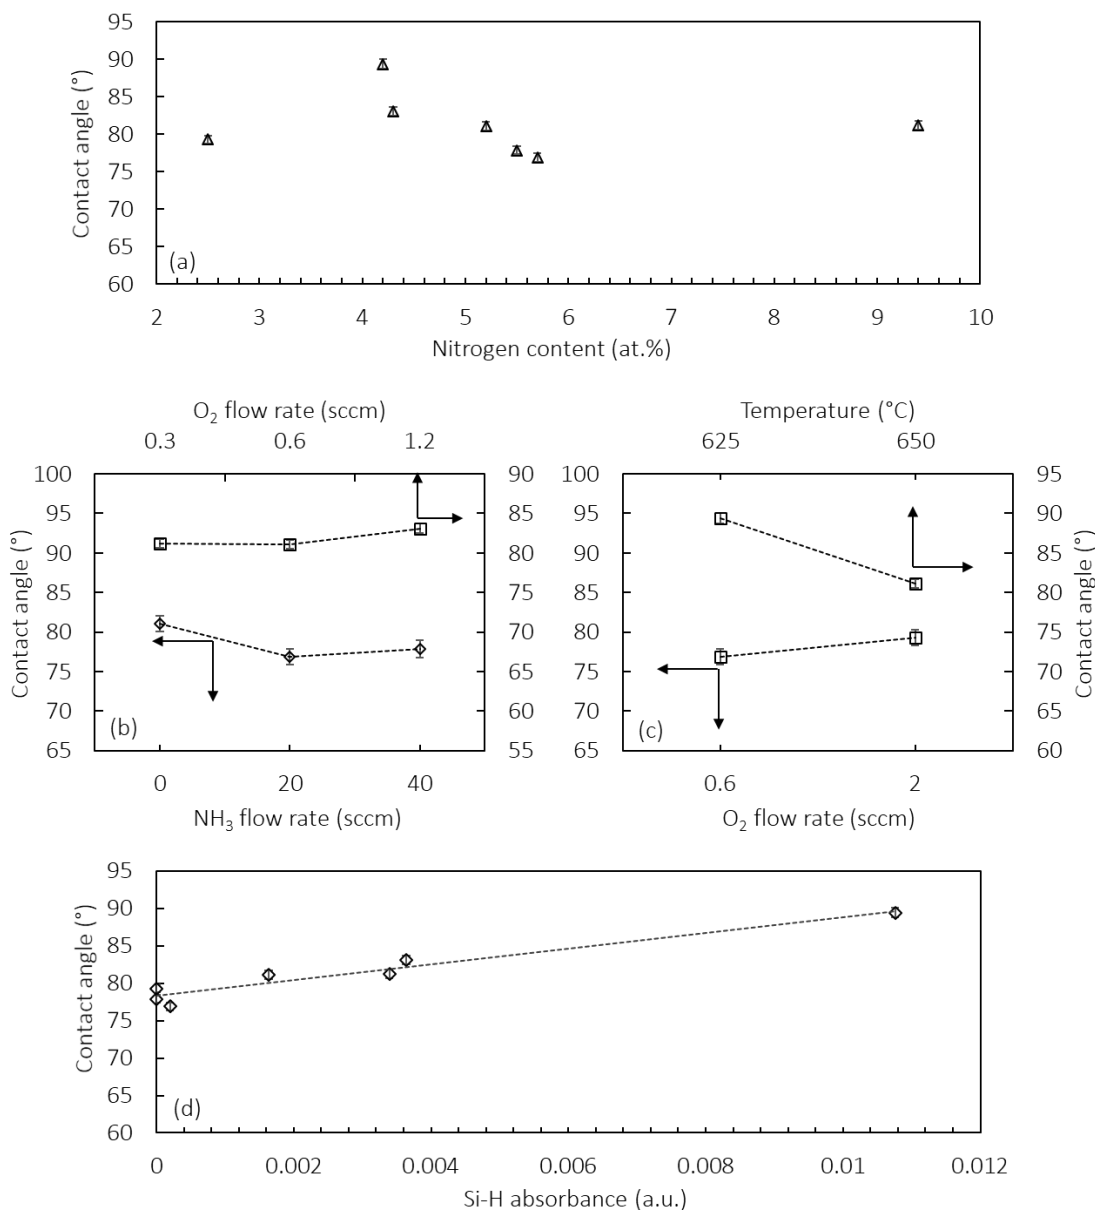 95
90
85
80
75
70
65
60
Contact angle (°)
(a)
2 3 4 5 6 7 8 9 10
Nitrogen content (at.%)
O₂ flow rate (sccm)
0.3 0.6 1.2
100
95
90
85
80
75
70
65
Contact angle (°)
90
85
80
75
70
65
60
55
(b)
0 20 40
NH₃ flow rate (sccm)
Temperature (°C)
625 650
100
95
90
85
80
75
70
65
95
90
85
80
75
70
65
60
Contact angle (°)
(c)
0.6 2
O₂ flow rate (sccm)
95
90
85
80
75
70
65
60
Contact angle (°)
(d)
0 0.002 0.004 0.006 0.008 0.01 0.012
Si-H absorbance (a.u.)